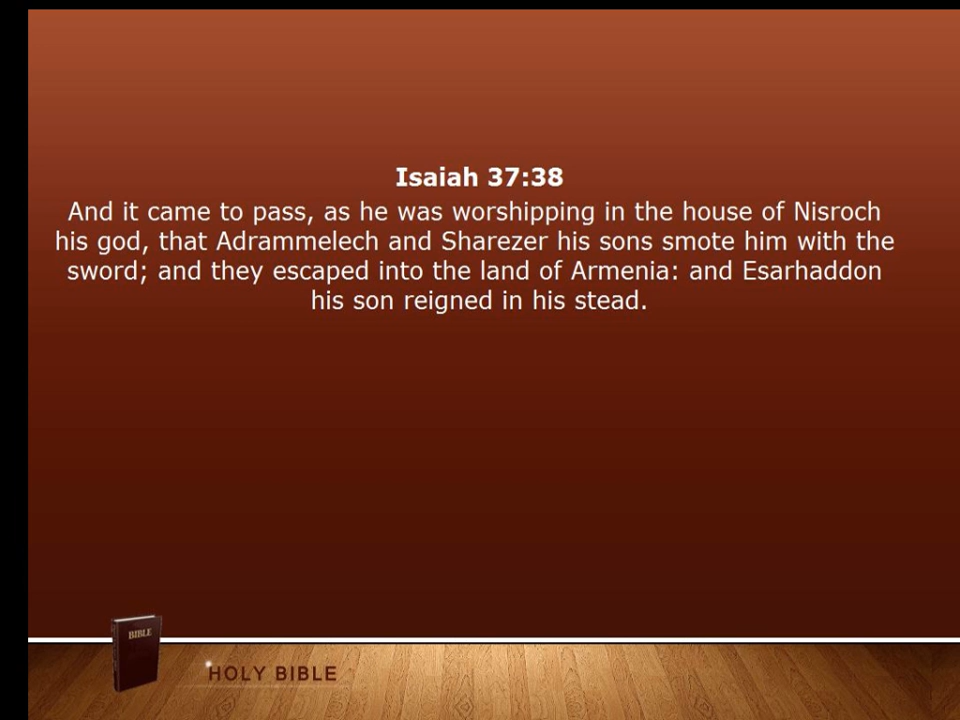 Isaiah 37:38
And it came to pass, as he was worshipping in the house of Nisroch
his god, that Adrammelech and Sharezer his sons smote him with the
sword; and they escaped into the land of Armenia: and Esarhaddon
his son reigned in his stead.
BIBLE
HOLY BIBLE